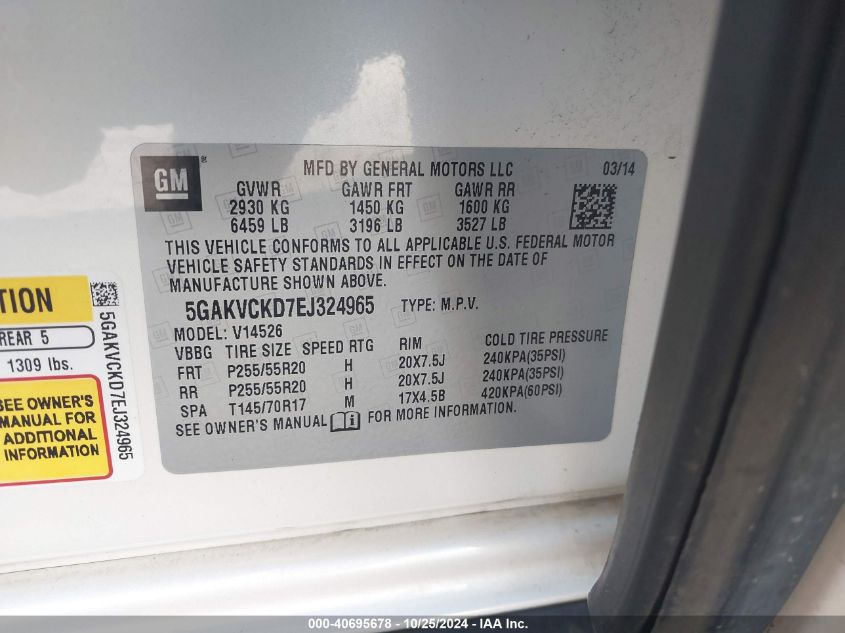 GM
MFD BY GENERAL MOTORS LLC 03/14
GVWR GAWR FRT GAWR RR
2930 KG 1450 KG 1600 KG
6459 LB 3196 LB 3527 LB
THIS VEHICLE CONFORMS TO ALL APPLICABLE U.S. FEDERAL MOTOR
VEHICLE SAFETY STANDARDS IN EFFECT ON THE DATE OF
MANUFACTURE SHOWN ABOVE.
5GAKVCKD7EJ324965 TYPE: M.P.V.
MODEL: V14526
VBBG TIRE SIZE SPEED RTG RIM COLD TIRE PRESSURE
FRT P255/55R20 H 20X7.5J 240KPA(35PSI)
RR P255/55R20 H 20X7.5J 240KPA(35PSI)
SPA T145/70R17 M 17X4.5B 420KPA(60PSI)
SEE OWNER'S MANUAL FOR MORE INFORMATION.
REAR 5
1309 lbs.
SEE OWNER'S
MANUAL FOR
ADDITIONAL
INFORMATION
5GAKVCKD7EJ324965
000-40695678 - 10/25/2024 - IAA Inc.